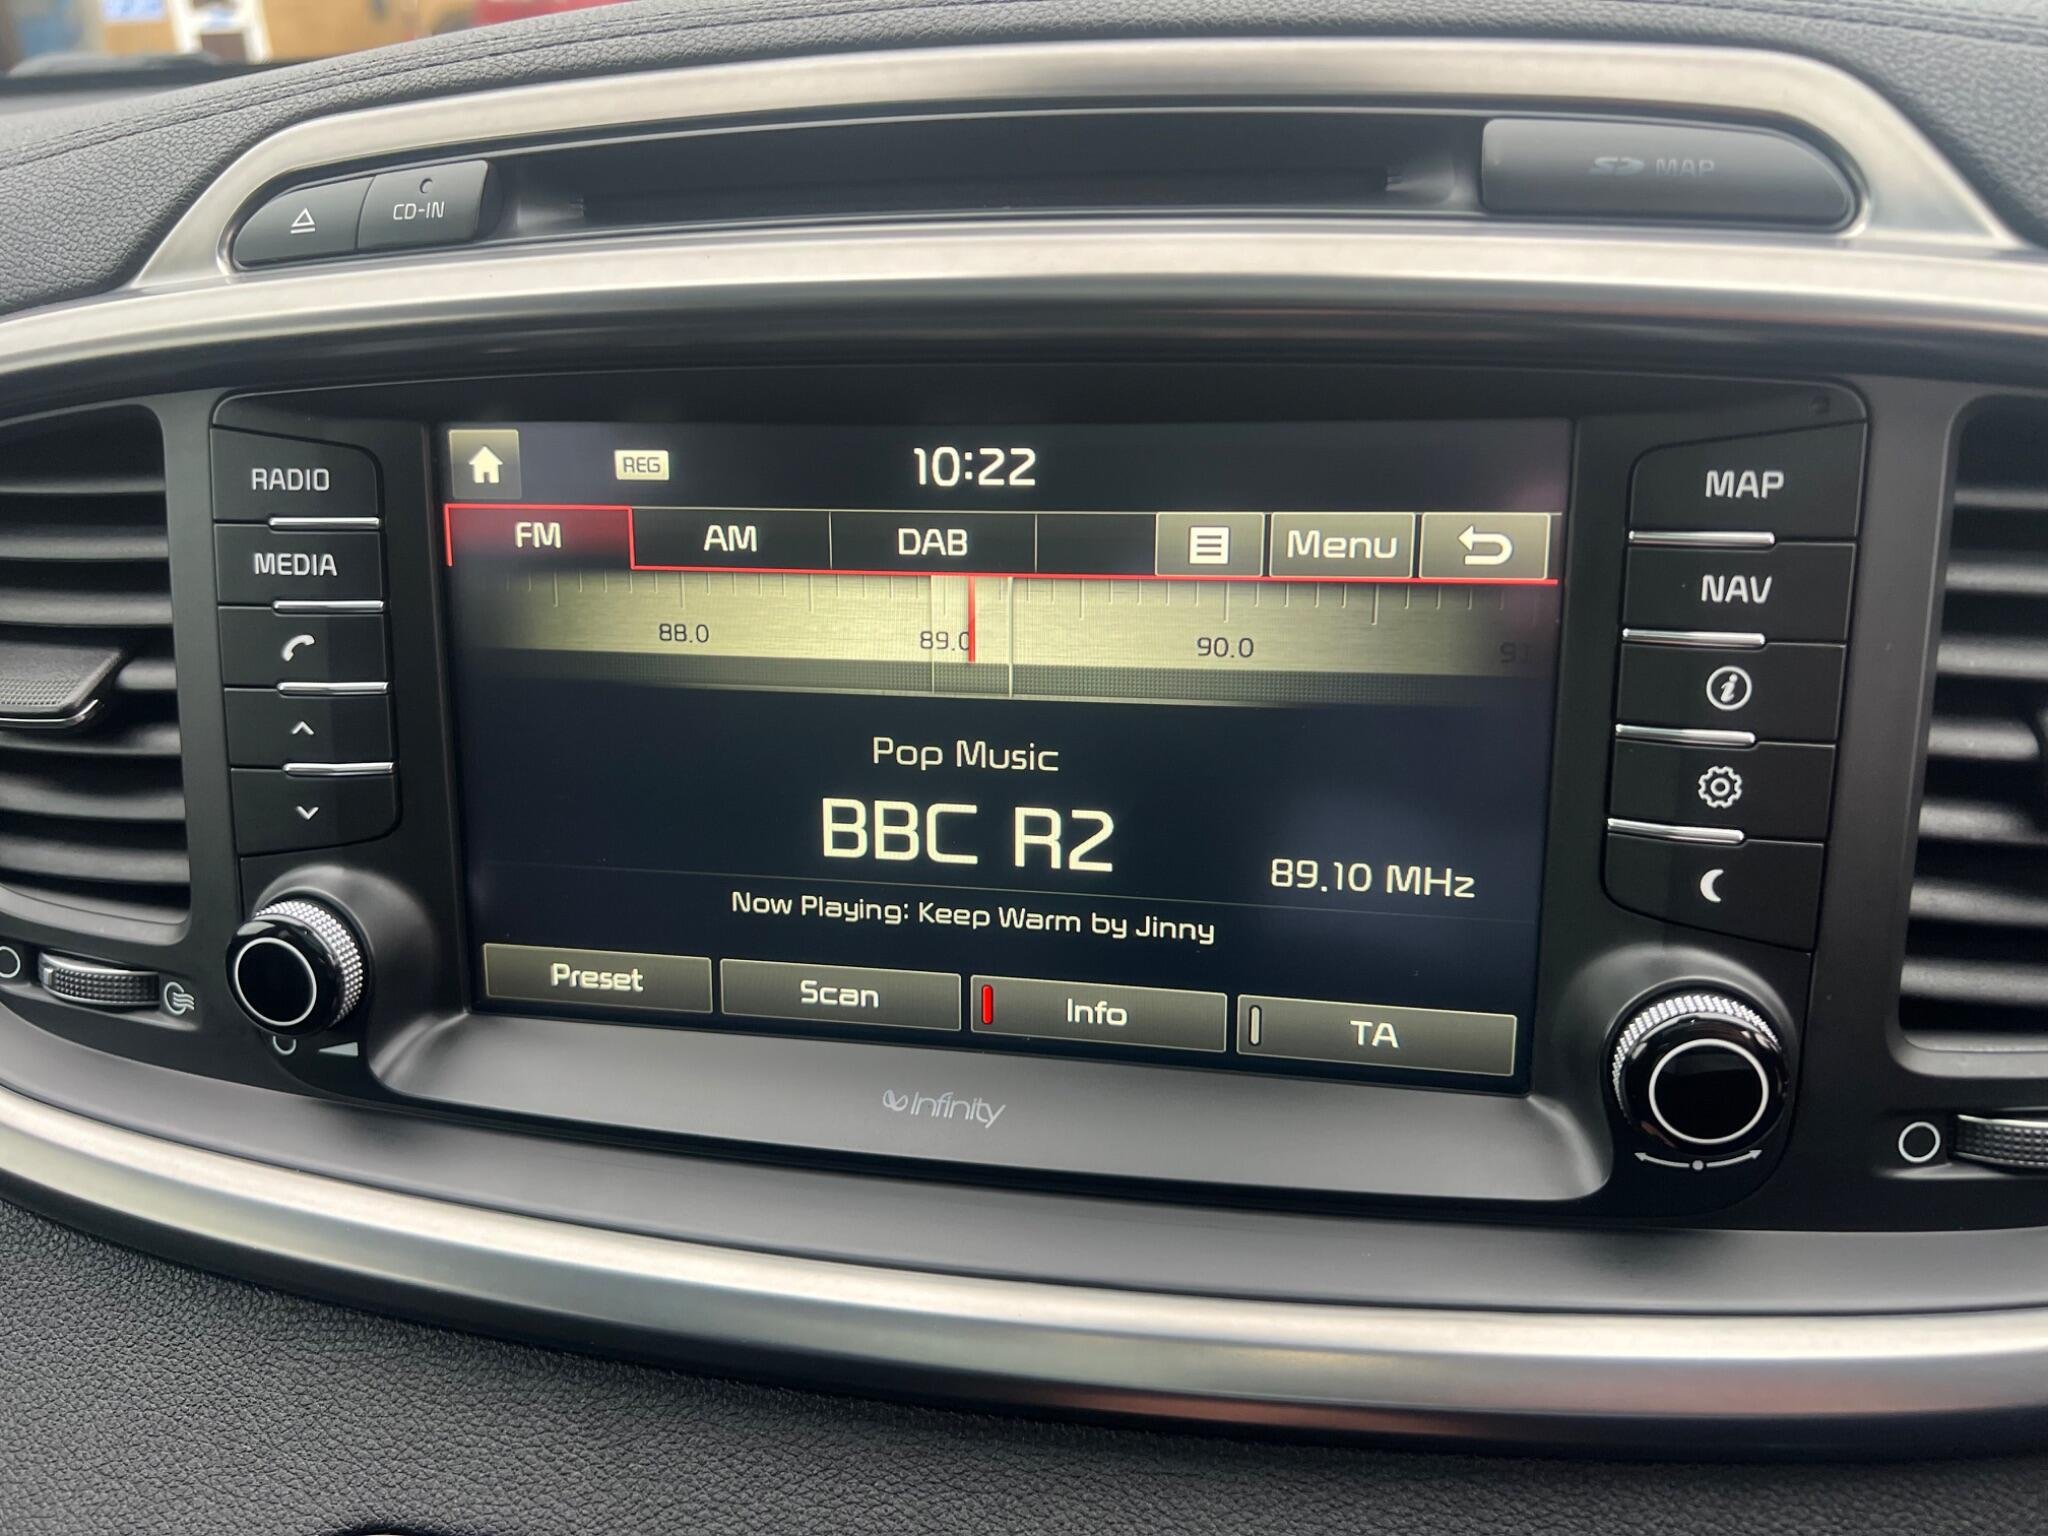 CD-IN
SD MAP
RADIO
MEDIA
REG
10:22
FM AM DAB Menu
88.0 89.0 90.0
Pop Music
BBC R2
89.10 MHz
Now Playing: Keep Warm by Jinny
Preset Scan Info TA
MAP
NAV
Infinity